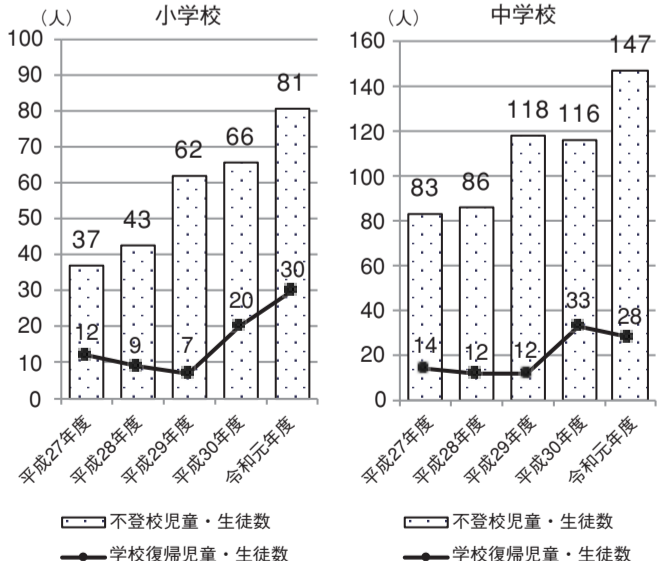 （人） 小学校
100
90
80
70
60
50
40
30
20
10
0
37
43
62
66
81
12
9
7
20
30
平成27年度
平成28年度
平成29年度
平成30年度
令和元年度
不登校児童・生徒数
学校復帰児童・生徒数
（人） 中学校
160
140
120
100
80
60
40
20
0
83
86
118
116
147
14
12
12
33
28
平成27年度
平成28年度
平成29年度
平成30年度
令和元年度
不登校児童・生徒数
学校復帰児童・生徒数